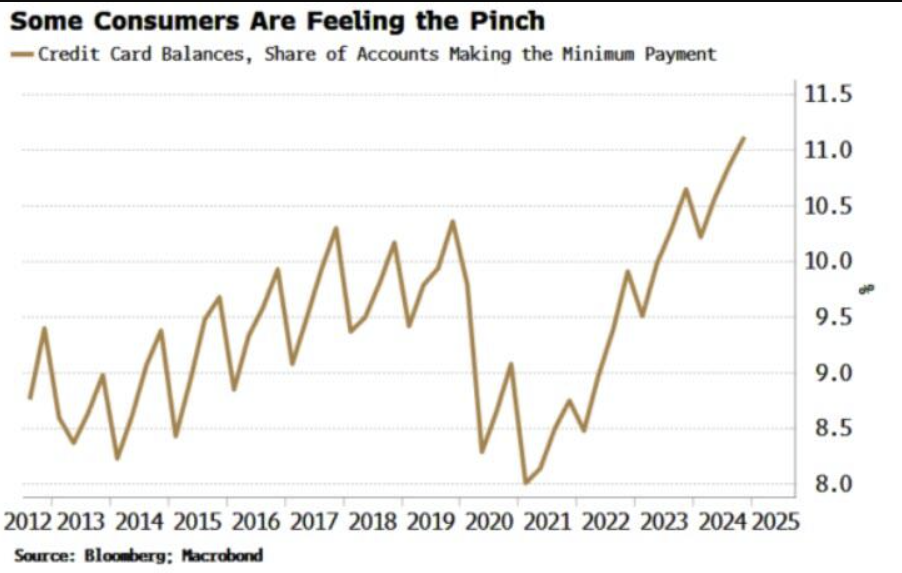 Some Consumers Are Feeling the Pinch
Credit Card Balances, Share of Accounts Making the Minimum Payment
11.5
11.0
10.5
10.0
%
9.5
9.0
8.5
8.0
2012 2013 2014 2015 2016 2017 2018 2019 2020 2021 2022 2023 2024 2025
Source: Bloomberg; Macrobond